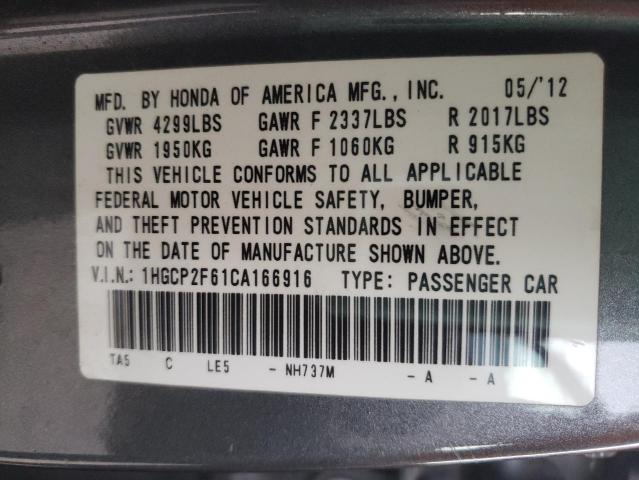 MFD. BY HONDA OF AMERICA MFG., INC. 05/'12
GVWR 4299LBS GAWR F 2337LBS R 2017LBS
GVWR 1950KG GAWR F 1060KG R 915KG
THIS VEHICLE CONFORMS TO ALL APPLICABLE
FEDERAL MOTOR VEHICLE SAFETY, BUMPER,
AND THEFT PREVENTION STANDARDS IN EFFECT
ON THE DATE OF MANUFACTURE SHOWN ABOVE.
V.I.N.: 1HGCP2F61CA166916 TYPE: PASSENGER CAR
TA5 C LE5 - NH737M - A - A